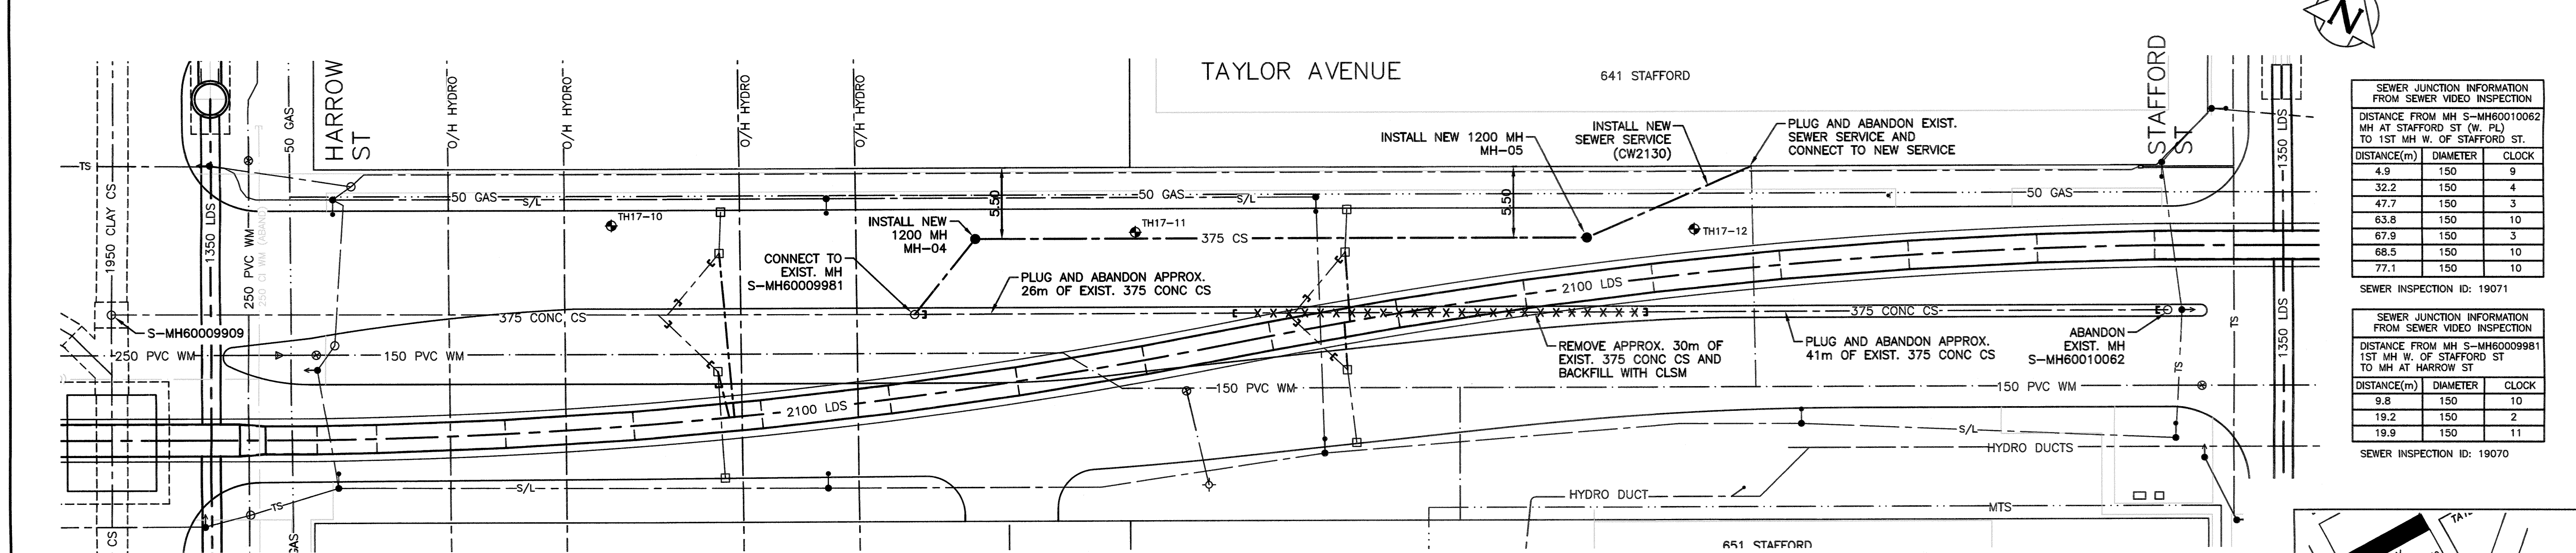 N
TAYLOR AVENUE
641 STAFFORD
HARROW
ST
STAFFORD
ST
50 GAS
O/H HYDRO
O/H HYDRO
O/H HYDRO
O/H HYDRO
1350 LDS
1950 CLAY CS
1350 LDS
250 PVC WM
250 CI WM (ABAND)
TS
INSTALL NEW 1200 MH
MH-05
INSTALL NEW
SEWER SERVICE
(CW2130)
PLUG AND ABANDON EXIST.
SEWER SERVICE AND
CONNECT TO NEW SERVICE
50 GAS
S/L
50 GAS
S/L
50 GAS
5.50
5.50
TH17-10
TH17-11
TH17-12
INSTALL NEW
1200 MH
MH-04
375 CS
CONNECT TO
EXIST. MH
S-MH60009981
PLUG AND ABANDON APPROX.
26m OF EXIST. 375 CONC CS
2100 LDS
375 CONC CS
375 CONC CS
S-MH60009909
250 PVC WM
150 PVC WM
REMOVE APPROX. 30m OF
EXIST. 375 CONC CS AND
BACKFILL WITH CLSM
PLUG AND ABANDON APPROX.
41m OF EXIST. 375 CONC CS
ABANDON
EXIST. MH
S-MH60010062
TS
TS
1350 LDS
150 PVC WM
150 PVC WM
2100 LDS
S/L
HYDRO DUCTS
S/L
HYDRO DUCT
MTS
TS
CS
GAS
651 STAFFORD
SEWER JUNCTION INFORMATION
FROM SEWER VIDEO INSPECTION
DISTANCE FROM MH S-MH60010062
MH AT STAFFORD ST (W. PL)
TO 1ST MH W. OF STAFFORD ST.
DISTANCE(m) DIAMETER CLOCK
4.9 150 9
32.2 150 4
47.7 150 3
63.8 150 10
67.9 150 3
68.5 150 10
77.1 150 10
SEWER INSPECTION ID: 19071
SEWER JUNCTION INFORMATION
FROM SEWER VIDEO INSPECTION
DISTANCE FROM MH S-MH60009981
1ST MH W. OF STAFFORD ST
TO MH AT HARROW ST
DISTANCE(m) DIAMETER CLOCK
9.8 150 10
19.2 150 2
19.9 150 11
SEWER INSPECTION ID: 19070